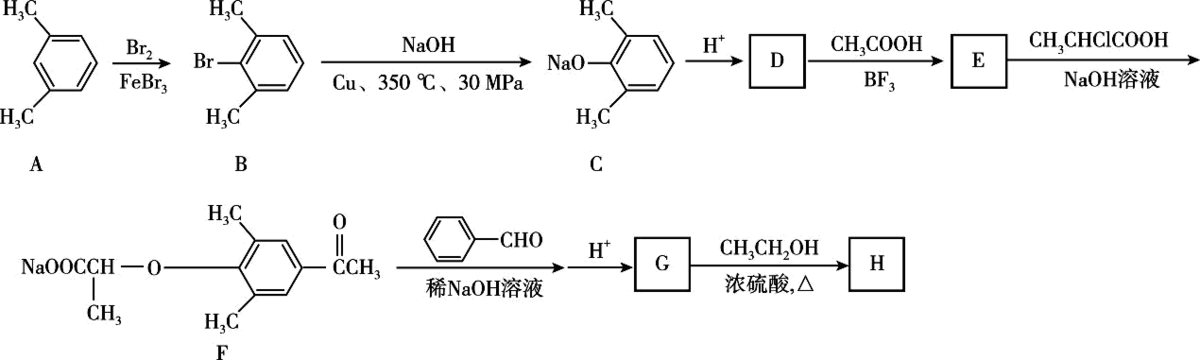 H₃C H₃C A
Br₂ FeBr₃
H₃C Br H₃C B
NaOH Cu、350 ℃、30 MPa
H₃C NaO H₃C C
H⁺
D
CH₃COOH BF₃
E
CH₃CHClCOOH NaOH溶液
NaOOCCH—O CH₃ H₃C H₃C O CH₃ F
CHO 稀NaOH溶液
H⁺
G
CH₃CH₂OH 浓硫酸,△
H